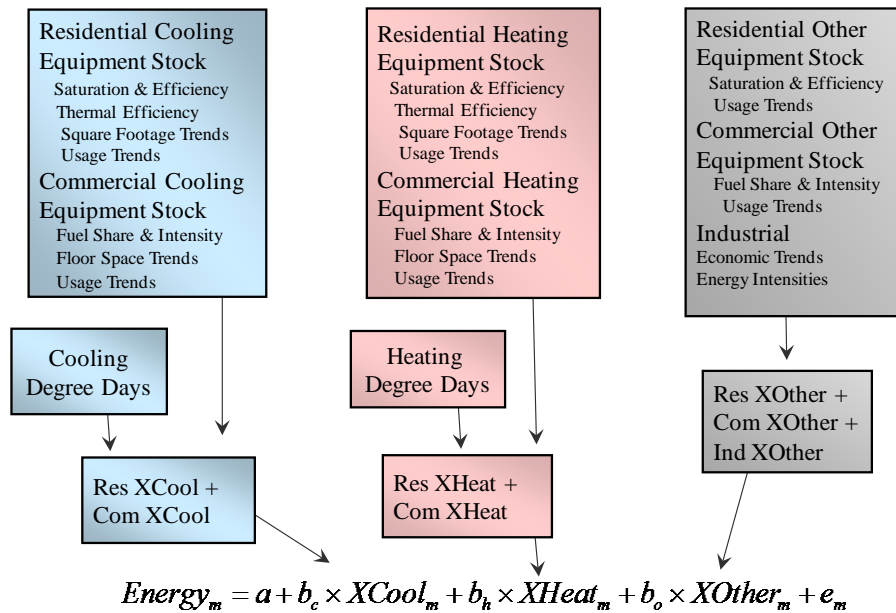 Residential Cooling
Equipment Stock
Saturation & Efficiency
Thermal Efficiency
Square Footage Trends
Usage Trends
Commercial Cooling
Equipment Stock
Fuel Share & Intensity
Floor Space Trends
Usage Trends
Residential Heating
Equipment Stock
Saturation & Efficiency
Thermal Efficiency
Square Footage Trends
Usage Trends
Commercial Heating
Equipment Stock
Fuel Share & Intensity
Floor Space Trends
Usage Trends
Residential Other
Equipment Stock
Saturation & Efficiency
Usage Trends
Commercial Other
Equipment Stock
Fuel Share & Intensity
Usage Trends
Industrial
Economic Trends
Energy Intensities
Cooling
Degree Days
Heating
Degree Days
Res XCool +
Com XCool
Res XHeat +
Com XHeat
Res XOther +
Com XOther +
Ind XOther
Energy_m = a + b_c × XCool_m + b_h × XHeat_m + b_o × XOther_m + e_m